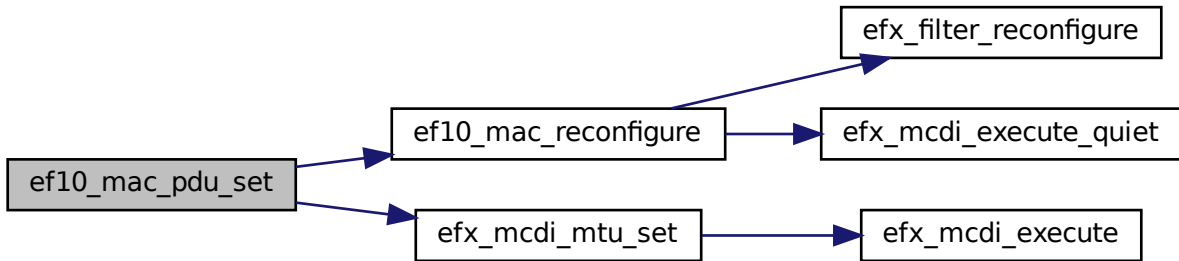 efx_filter_reconfigure
ef10_mac_reconfigure
efx_mcdi_execute_quiet
ef10_mac_pdu_set
efx_mcdi_mtu_set
efx_mcdi_execute